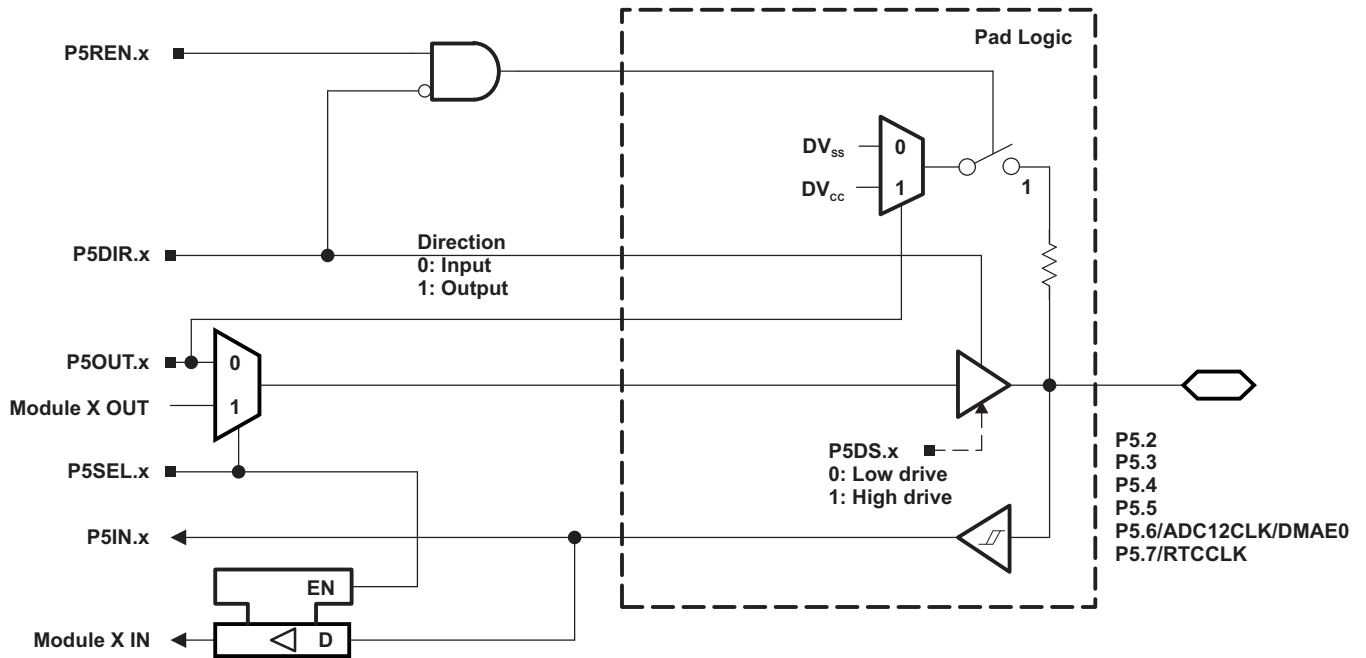 Pad Logic
P5REN.x
DVss
0
DVcc
1
1
P5DIR.x
Direction
0: Input
1: Output
P5OUT.x
0
Module X OUT
1
P5SEL.x
P5DS.x
0: Low drive
1: High drive
P5.2
P5.3
P5.4
P5.5
P5.6/ADC12CLK/DMAE0
P5.7/RTCCLK
P5IN.x
EN
Module X IN
D